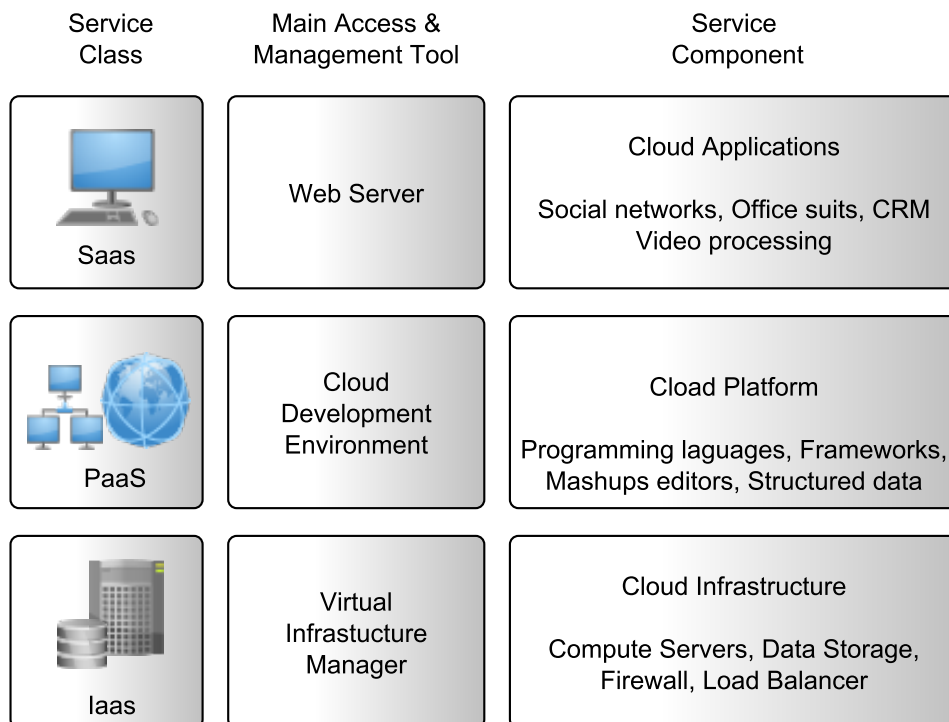 Service
Class
Main Access &
Management Tool
Service
Component
Saas
Web Server
Cloud Applications
Social networks, Office suits, CRM
Video processing
PaaS
Cloud
Development
Environment
Cload Platform
Programming laguages, Frameworks,
Mashups editors, Structured data
Iaas
Virtual
Infrastucture
Manager
Cloud Infrastructure
Compute Servers, Data Storage,
Firewall, Load Balancer